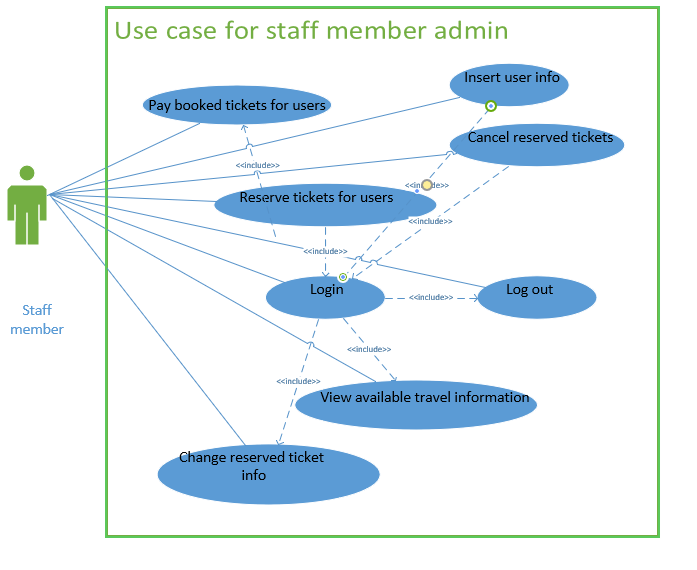 Use case for staff member admin
Insert user info
Pay booked tickets for users
Cancel reserved tickets
<<include>>
<<include>>
Reserve tickets for users
<<include>>
<<include>>
Login
<<include>>
Log out
Staff
member
<<include>>
<<include>>
View available travel information
Change reserved ticket
info